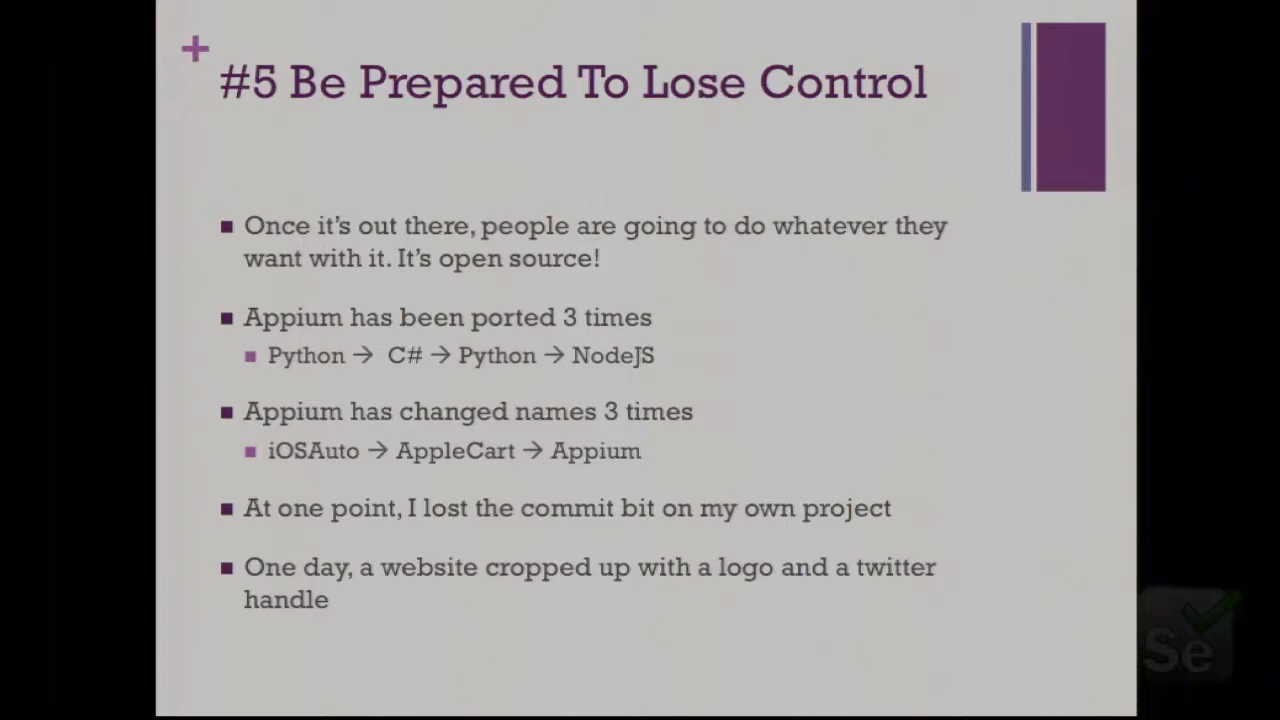 +
#5 Be Prepared To Lose Control
Once it's out there, people are going to do whatever they
want with it. It's open source!
Appium has been ported 3 times
Python → C# → Python → NodeJS
Appium has changed names 3 times
iOSAuto → AppleCart → Appium
At one point, I lost the commit bit on my own project
One day, a website cropped up with a logo and a twitter
handle
Se